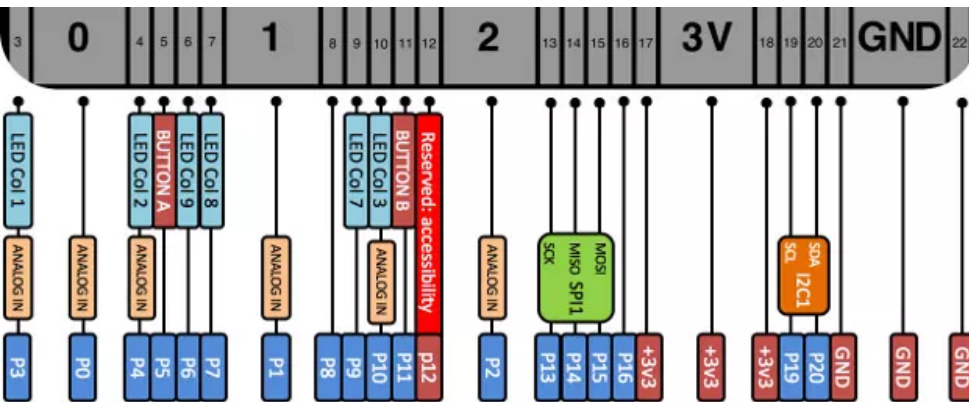 3 0 4 5 6 7 1 8 9 10 11 12 2 13 14 15 16 17 3V 18 19 20 21 GND 22
LED Col 1
LED Col 2
BUTTON A
LED Col 9
LED Col 8
LED Col 7
LED Col 3
BUTTON B
Reserved: accessibility
ANALOG IN
ANALOG IN
ANALOG IN
ANALOG IN
ANALOG IN
ANALOG IN
SCK
MISO
MOSI
SPI1
SCL
SDA
I2C1
P3 P0 P4 P5 P6 P7 P1 P8 P9 P10 P11 p12 P2 P13 P14 P15 P16 +3v3 +3v3 +3v3 P19 P20 GND GND GND